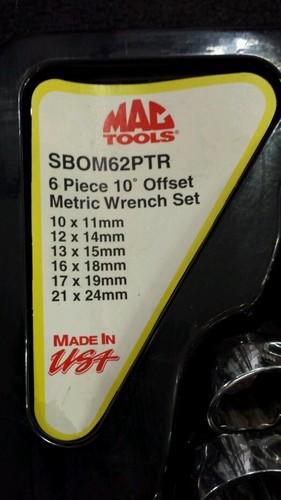 MAC
TOOLS®
SBOM62PTR
6 Piece 10° Offset
Metric Wrench Set
10 x 11mm
12 x 14mm
13 x 15mm
16 x 18mm
17 x 19mm
21 x 24mm
MADE IN
USA